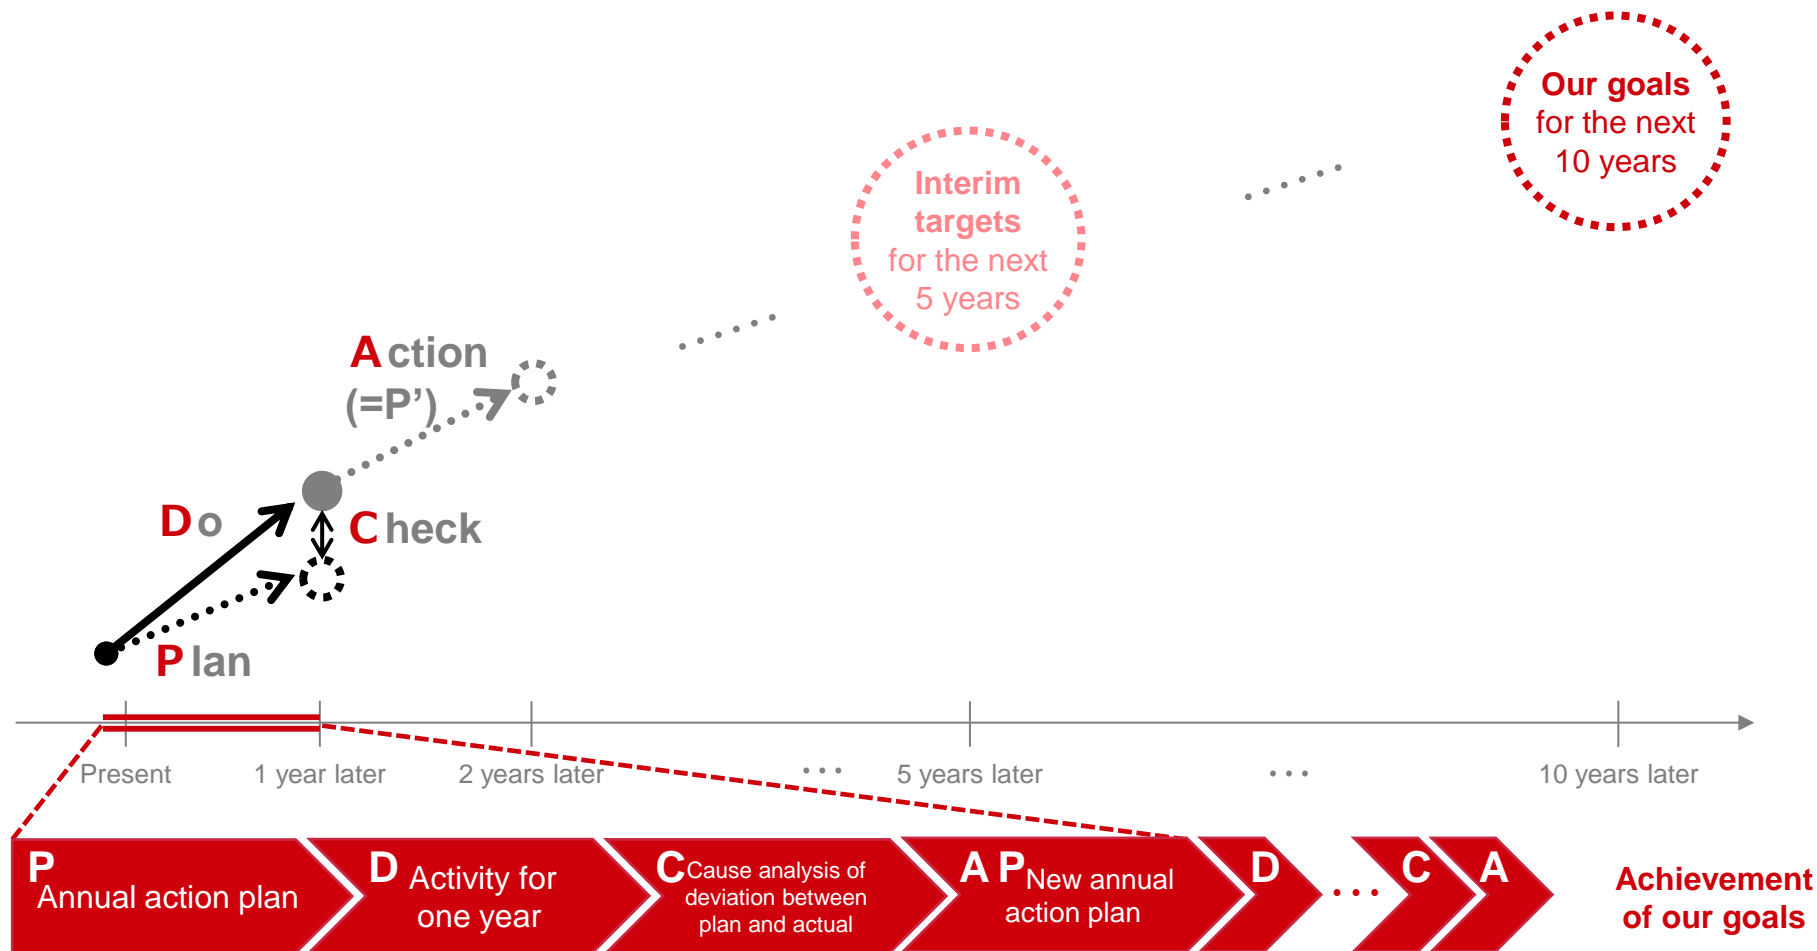 Our goals
for the next
10 years
Interim
targets
for the next
5 years
Action
(=P’)
Do
Check
Plan
Present
1 year later
2 years later
...
5 years later
...
10 years later
P
Annual action plan
D
Activity for
one year
C
Cause analysis of
deviation between
plan and actual
A P
New annual
action plan
D
...
C
A
Achievement
of our goals